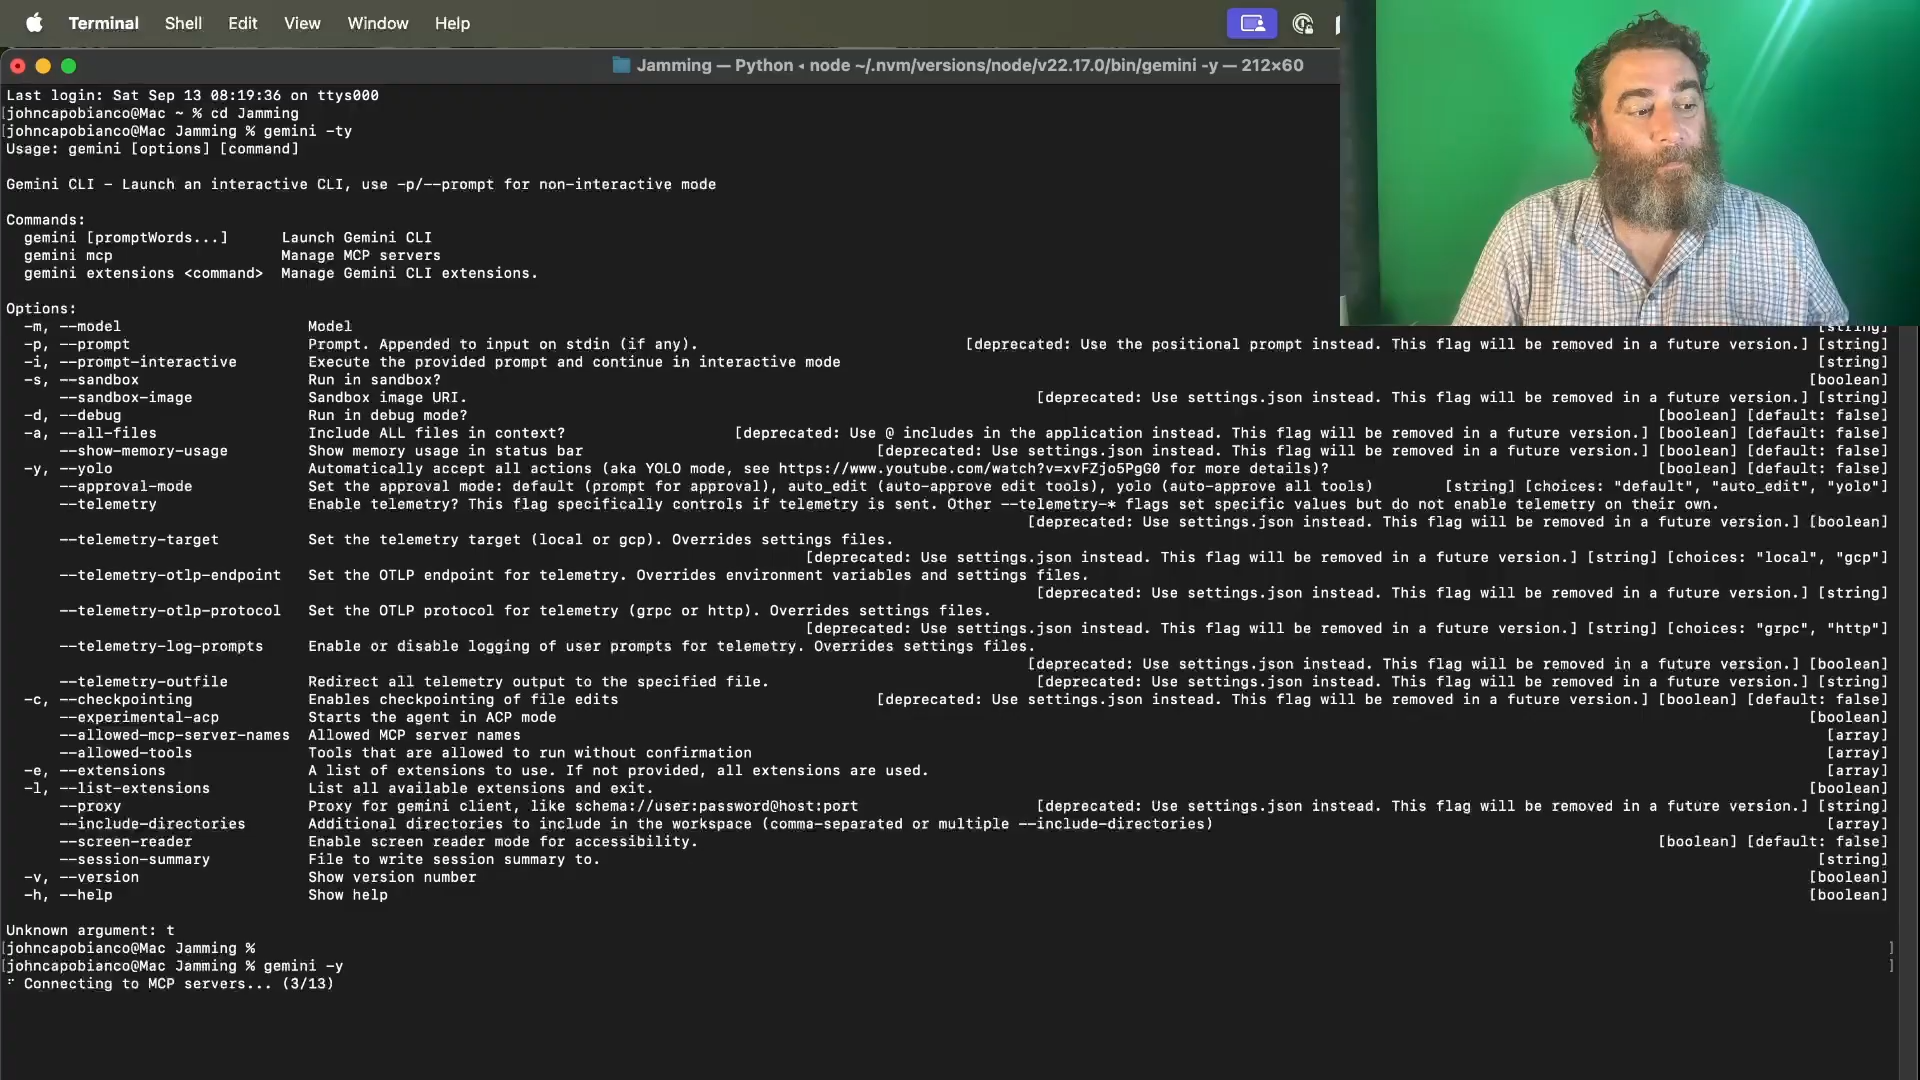 Terminal Shell Edit View Window Help
Jamming — Python ◂ node ~/.nvm/versions/node/v22.17.0/bin/gemini -y — 212×60
Last login: Sat Sep 13 08:19:36 on ttys000
[johncapobianco@Mac ~ % cd Jamming
[johncapobianco@Mac Jamming % gemini -ty
Usage: gemini [options] [command]
Gemini CLI - Launch an interactive CLI, use -p/--prompt for non-interactive mode
Commands:
gemini [promptWords...] Launch Gemini CLI
gemini mcp Manage MCP servers
gemini extensions <command> Manage Gemini CLI extensions.
Options:
-m, --model Model [string]
-p, --prompt Prompt. Appended to input on stdin (if any). [deprecated: Use the positional prompt instead. This flag will be removed in a future version.] [string]
-i, --prompt-interactive Execute the provided prompt and continue in interactive mode [string]
-s, --sandbox Run in sandbox? [boolean]
--sandbox-image Sandbox image URI. [deprecated: Use settings.json instead. This flag will be removed in a future version.] [string]
-d, --debug Run in debug mode? [boolean] [default: false]
-a, --all-files Include ALL files in context? [deprecated: Use @ includes in the application instead. This flag will be removed in a future version.] [boolean] [default: false]
--show-memory-usage Show memory usage in status bar [deprecated: Use settings.json instead. This flag will be removed in a future version.] [boolean] [default: false]
-y, --yolo Automatically accept all actions (aka YOLO mode, see https://www.youtube.com/watch?v=xvFZjo5PgG0 for more details)? [boolean] [default: false]
--approval-mode Set the approval mode: default (prompt for approval), auto_edit (auto-approve edit tools), yolo (auto-approve all tools) [string] [choices: "default", "auto_edit", "yolo"]
--telemetry Enable telemetry? This flag specifically controls if telemetry is sent. Other --telemetry-* flags set specific values but do not enable telemetry on their own.
[deprecated: Use settings.json instead. This flag will be removed in a future version.] [boolean]
--telemetry-target Set the telemetry target (local or gcp). Overrides settings files.
[deprecated: Use settings.json instead. This flag will be removed in a future version.] [string] [choices: "local", "gcp"]
--telemetry-otlp-endpoint Set the OTLP endpoint for telemetry. Overrides environment variables and settings files.
[deprecated: Use settings.json instead. This flag will be removed in a future version.] [string]
--telemetry-otlp-protocol Set the OTLP protocol for telemetry (grpc or http). Overrides settings files.
[deprecated: Use settings.json instead. This flag will be removed in a future version.] [string] [choices: "grpc", "http"]
--telemetry-log-prompts Enable or disable logging of user prompts for telemetry. Overrides settings files.
[deprecated: Use settings.json instead. This flag will be removed in a future version.] [boolean]
--telemetry-outfile Redirect all telemetry output to the specified file. [deprecated: Use settings.json instead. This flag will be removed in a future version.] [string]
-c, --checkpointing Enables checkpointing of file edits [deprecated: Use settings.json instead. This flag will be removed in a future version.] [boolean] [default: false]
--experimental-acp Starts the agent in ACP mode [boolean]
--allowed-mcp-server-names Allowed MCP server names [array]
--allowed-tools Tools that are allowed to run without confirmation [array]
-e, --extensions A list of extensions to use. If not provided, all extensions are used. [array]
-l, --list-extensions List all available extensions and exit. [boolean]
--proxy Proxy for gemini client, like schema://user:password@host:port [deprecated: Use settings.json instead. This flag will be removed in a future version.] [string]
--include-directories Additional directories to include in the workspace (comma-separated or multiple --include-directories) [array]
--screen-reader Enable screen reader mode for accessibility. [boolean] [default: false]
--session-summary File to write session summary to. [string]
-v, --version Show version number [boolean]
-h, --help Show help [boolean]
Unknown argument: t
[johncapobianco@Mac Jamming % ]
[johncapobianco@Mac Jamming % gemini -y ]
Connecting to MCP servers... (3/13)